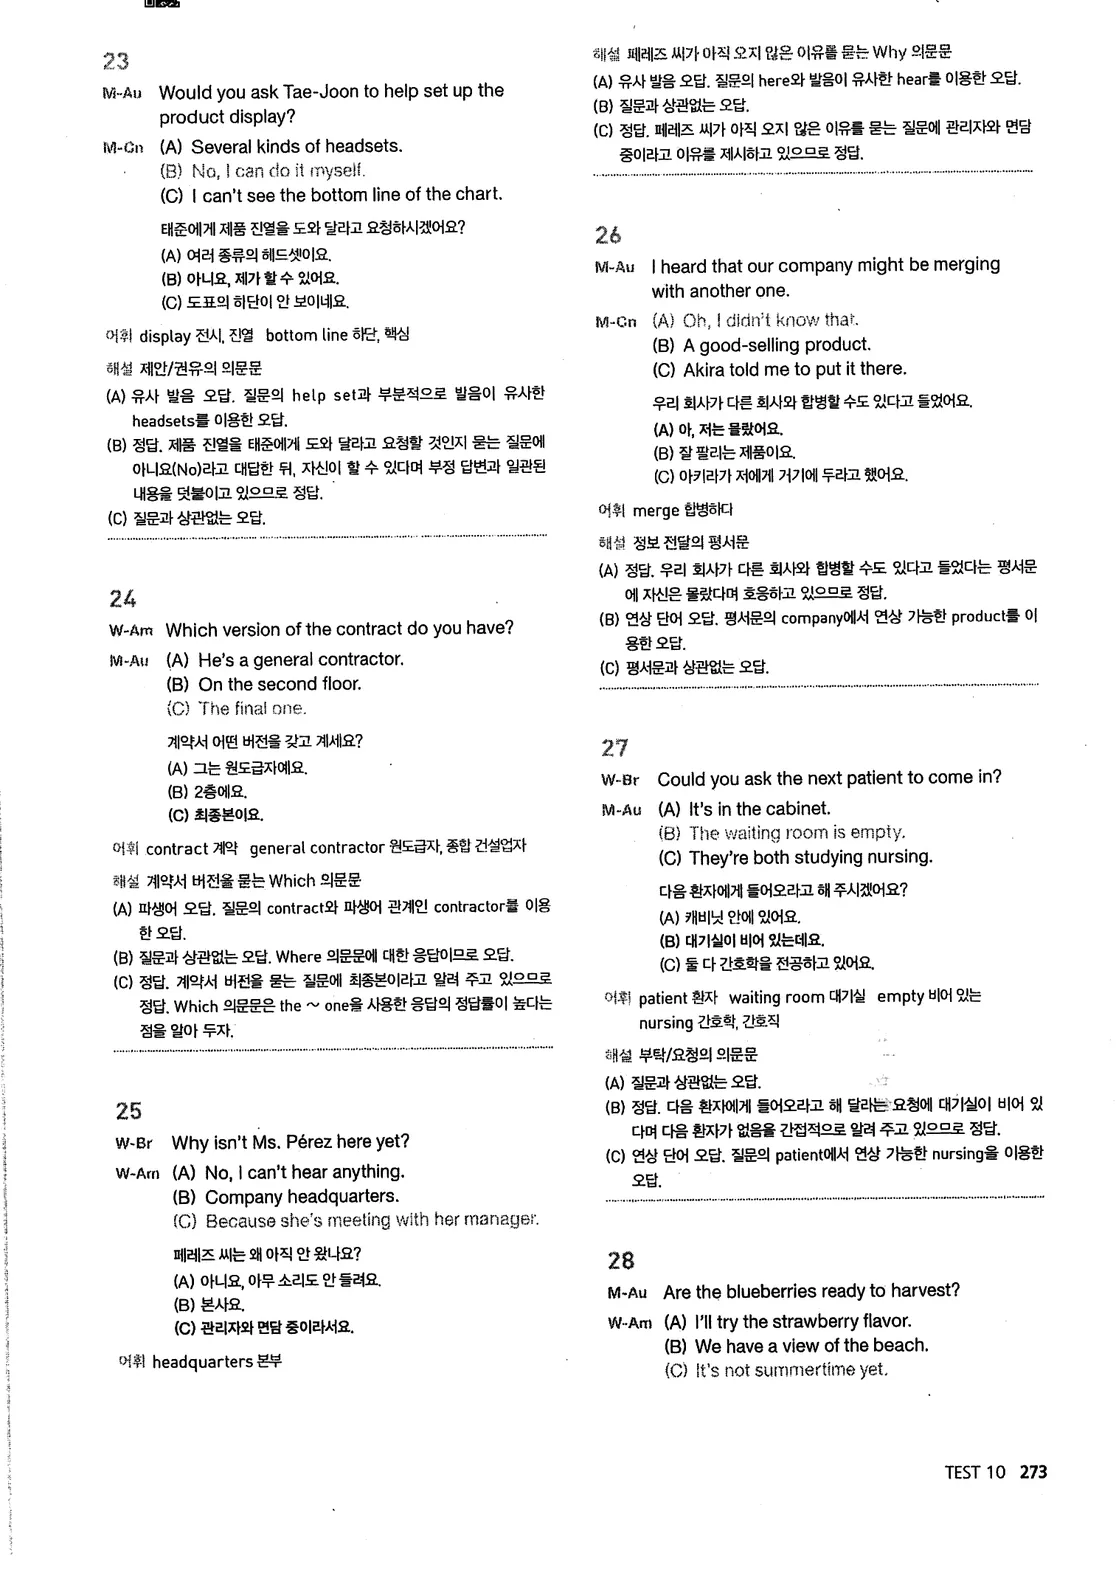 23
M-Au Would you ask Tae-Joon to help set up the
product display?
M-Cn (A) Several kinds of headsets.
(B) No, I can do it myself.
(C) I can't see the bottom line of the chart.
태준에게 제품 진열을 도와 달라고 요청하시겠어요?
(A) 여러 종류의 헤드셋이요.
(B) 아니요, 제가 할 수 있어요.
(C) 도표의 하단이 안 보이네요.
어휘 display 전시, 진열 bottom line 하단, 핵심
해설 제안/권유의 의문문
(A) 유사 발음 오답. 질문의 help set과 부분적으로 발음이 유사한
headsets를 이용한 오답.
(B) 정답. 제품 진열을 태준에게 도와 달라고 요청할 것인지 묻는 질문에
아니요(No)라고 대답한 뒤, 자신이 할 수 있다며 부정 답변과 일관된
내용을 덧붙이고 있으므로 정답.
(C) 질문과 상관없는 오답.
24
W-Am Which version of the contract do you have?
M-Au (A) He's a general contractor.
(B) On the second floor.
(C) The final one.
계약서 어떤 버전을 갖고 계세요?
(A) 그는 원도급자예요.
(B) 2층에요.
(C) 최종본이요.
어휘 contract 계약 general contractor 원도급자, 종합 건설업자
해설 계약서 버전을 묻는 Which 의문문
(A) 파생어 오답. 질문의 contract와 파생어 관계인 contractor를 이용
한 오답.
(B) 질문과 상관없는 오답. Where 의문문에 대한 응답이므로 오답.
(C) 정답. 계약서 버전을 묻는 질문에 최종본이라고 알려 주고 있으므로
정답. Which 의문문은 the ~ one을 사용한 응답의 정답률이 높다는
점을 알아 두자.
25
W-Br Why isn't Ms. Pérez here yet?
W-Am (A) No, I can't hear anything.
(B) Company headquarters.
(C) Because she's meeting with her manager.
페레즈 씨는 왜 아직 안 왔나요?
(A) 아니요, 아무 소리도 안 들려요.
(B) 본사요.
(C) 관리자와 면담 중이라서요.
어휘 headquarters 본부
해설 페레즈 씨가 아직 오지 않은 이유를 묻는 Why 의문문
(A) 유사 발음 오답. 질문의 here와 발음이 유사한 hear를 이용한 오답.
(B) 질문과 상관없는 오답.
(C) 정답. 페레즈 씨가 아직 오지 않은 이유를 묻는 질문에 관리자와 면담
중이라고 이유를 제시하고 있으므로 정답.
26
M-Au I heard that our company might be merging
with another one.
M-Cn (A) Oh, I didn't know that.
(B) A good-selling product.
(C) Akira told me to put it there.
우리 회사가 다른 회사와 합병할 수도 있다고 들었어요.
(A) 아, 저는 몰랐어요.
(B) 잘 팔리는 제품이요.
(C) 아키라가 저에게 거기에 두라고 했어요.
어휘 merge 합병하다
해설 정보 전달의 평서문
(A) 정답. 우리 회사가 다른 회사와 합병할 수도 있다고 들었다는 평서문
에 자신은 몰랐다며 호응하고 있으므로 정답.
(B) 연상 단어 오답. 평서문의 company에서 연상 가능한 product를 이
용한 오답.
(C) 평서문과 상관없는 오답.
27
W-Br Could you ask the next patient to come in?
M-Au (A) It's in the cabinet.
(B) The waiting room is empty.
(C) They're both studying nursing.
다음 환자에게 들어오라고 해 주시겠어요?
(A) 캐비닛 안에 있어요.
(B) 대기실이 비어 있는데요.
(C) 둘 다 간호학을 전공하고 있어요.
어휘 patient 환자 waiting room 대기실 empty 비어 있는
nursing 간호학, 간호직
해설 부탁/요청의 의문문
(A) 질문과 상관없는 오답.
(B) 정답. 다음 환자에게 들어오라고 해 달라는 요청에 대기실이 비어 있
다며 다음 환자가 없음을 간접적으로 알려 주고 있으므로 정답.
(C) 연상 단어 오답. 질문의 patient에서 연상 가능한 nursing을 이용한
오답.
28
M-Au Are the blueberries ready to harvest?
W-Am (A) I'll try the strawberry flavor.
(B) We have a view of the beach.
(C) It's not summertime yet.
TEST 10 273